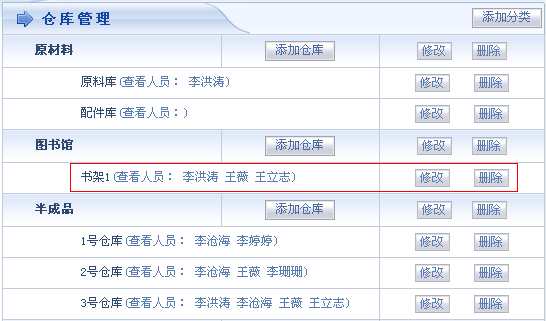 仓库管理 添加分类
原材料 添加仓库 修改 删除
原料库(查看人员: 李洪涛) 修改 删除
配件库(查看人员:) 修改 删除
图书馆 添加仓库 修改 删除
书架1(查看人员: 李洪涛 王薇 王立志) 修改 删除
半成品 添加仓库 修改 删除
1号仓库(查看人员: 李沧海 李婷婷) 修改 删除
2号仓库(查看人员: 李沧海 王薇 李珊珊) 修改 删除
3号仓库(查看人员: 李洪涛 李沧海 王薇 王立志) 修改 删除